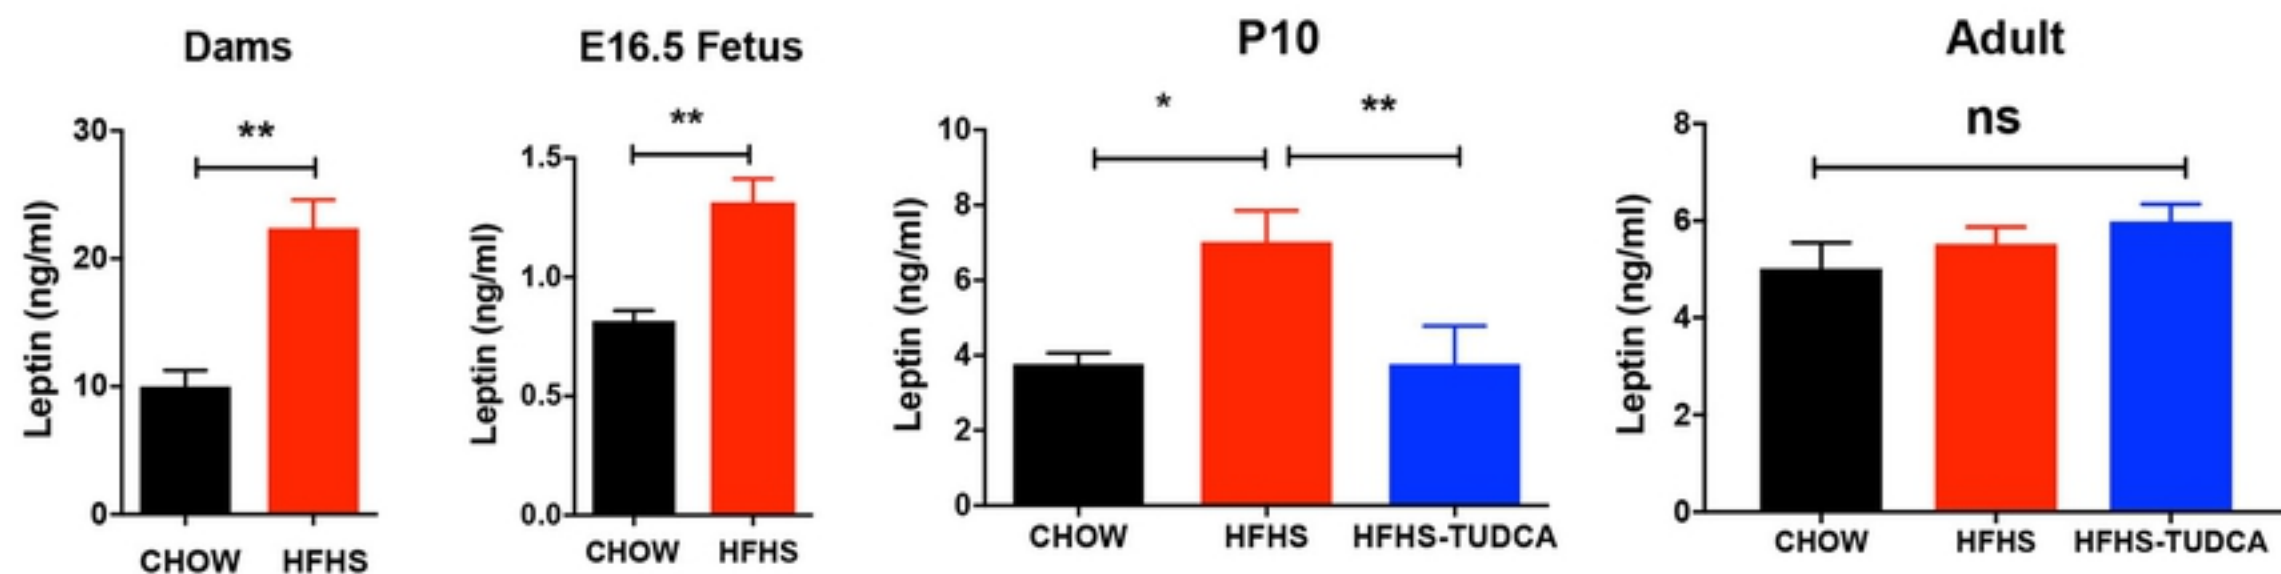 Dams
**
30
20
10
0
Leptin (ng/ml)
CHOW HFHS
E16.5 Fetus
**
1.5
1.0
0.5
0.0
Leptin (ng/ml)
CHOW HFHS
P10
* **
10
8
6
4
2
0
Leptin (ng/ml)
CHOW HFHS HFHS-TUDCA
Adult
ns
8
6
4
2
0
Leptin (ng/ml)
CHOW HFHS HFHS-TUDCA